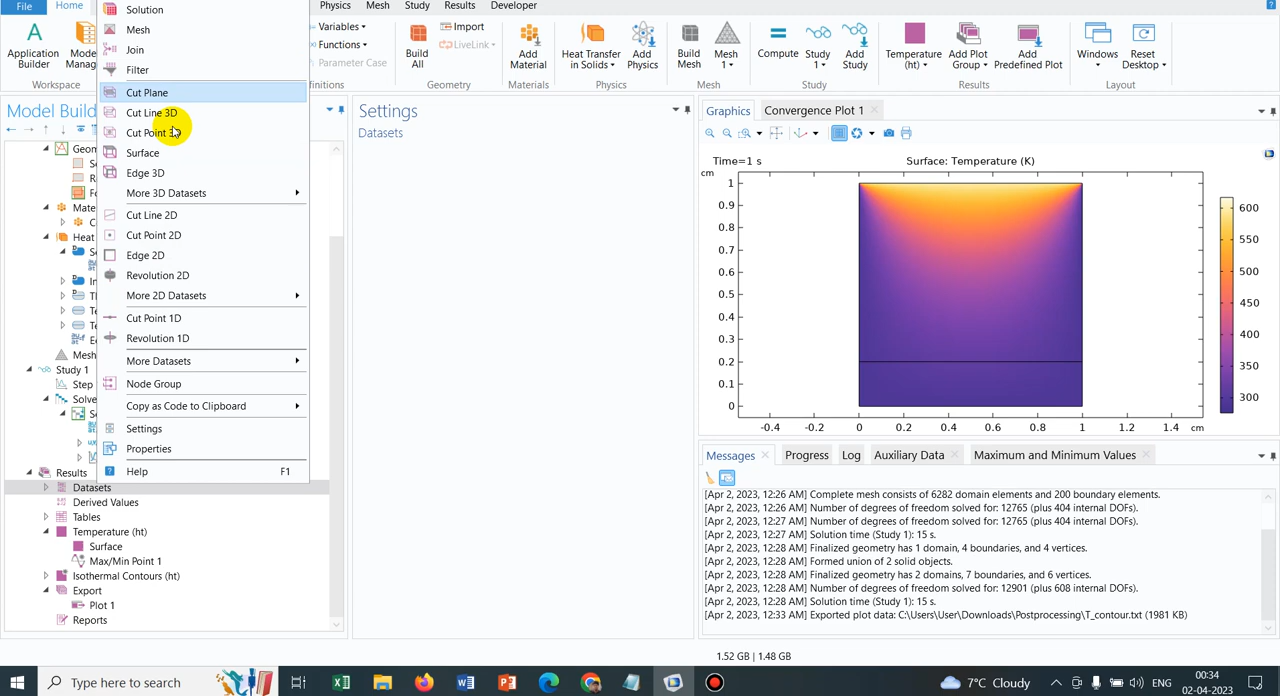 File
Home
Physics
Mesh
Study
Results
Developer
Application
Builder
Workspace
Variables
Functions
Parameter Case
Build
All
Import
LiveLink
Geometry
Add
Material
Materials
Heat Transfer
in Solids
Add
Physics
Physics
Build
Mesh
Mesh
1
Mesh
Compute
Study
1
Add
Study
Study
Temperature
(ht)
Add Plot
Group
Add
Predefined Plot
Results
Windows
Reset
Desktop
Layout
Solution
Mesh
Join
Filter
Cut Plane
Cut Line 3D
Cut Point
Surface
Edge 3D
More 3D Datasets
Cut Line 2D
Cut Point 2D
Edge 2D
Revolution 2D
More 2D Datasets
Cut Point 1D
Revolution 1D
More Datasets
Node Group
Copy as Code to Clipboard
Settings
Properties
Help F1
Study 1
Step
Results
Datasets
Derived Values
Tables
Temperature (ht)
Surface
Max/Min Point 1
Isothermal Contours (ht)
Export
Plot 1
Reports
Settings
Datasets
Graphics
Convergence Plot 1
Time=1 s
Surface: Temperature (K)
cm
1
0.9
0.8
0.7
0.6
0.5
0.4
0.3
0.2
0.1
0
-0.4 -0.2 0 0.2 0.4 0.6 0.8 1 1.2 1.4 cm
600
550
500
450
400
350
300
Messages
Progress
Log
Auxiliary Data
Maximum and Minimum Values
[Apr 2, 2023, 12:26 AM] Complete mesh consists of 6282 domain elements and 200 boundary elements.
[Apr 2, 2023, 12:26 AM] Number of degrees of freedom solved for: 12765 (plus 404 internal DOFs).
[Apr 2, 2023, 12:27 AM] Number of degrees of freedom solved for: 12765 (plus 404 internal DOFs).
[Apr 2, 2023, 12:27 AM] Solution time (Study 1): 15 s.
[Apr 2, 2023, 12:28 AM] Finalized geometry has 1 domain, 4 boundaries, and 4 vertices.
[Apr 2, 2023, 12:28 AM] Formed union of 2 solid objects.
[Apr 2, 2023, 12:28 AM] Finalized geometry has 2 domains, 7 boundaries, and 6 vertices.
[Apr 2, 2023, 12:28 AM] Number of degrees of freedom solved for: 12901 (plus 608 internal DOFs).
[Apr 2, 2023, 12:28 AM] Solution time (Study 1): 15 s.
[Apr 2, 2023, 12:33 AM] Exported plot data: C:\Users\User\Downloads\Postprocessing\T_contour.txt (1981 KB)
1.52 GB | 1.48 GB
Type here to search
7°C Cloudy
ENG
00:34
02-04-2023